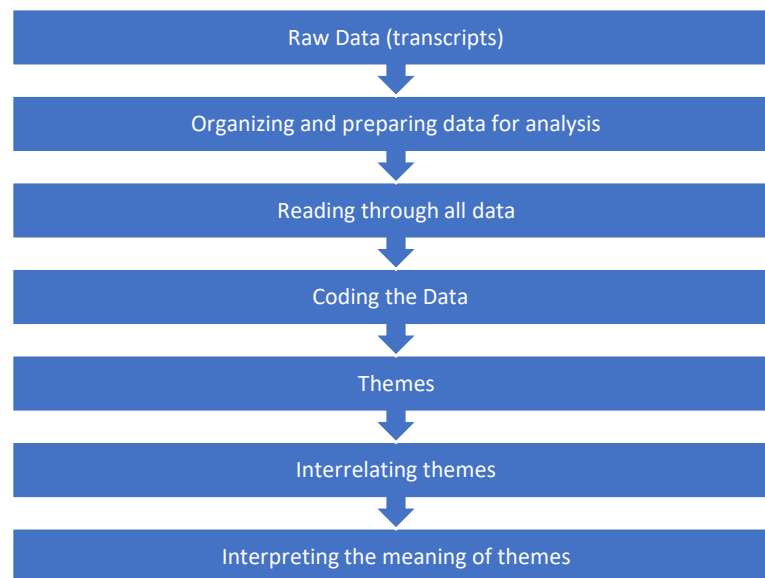 Raw Data (transcripts)
Organizing and preparing data for analysis
Reading through all data
Coding the Data
Themes
Interrelating themes
Interpreting the meaning of themes